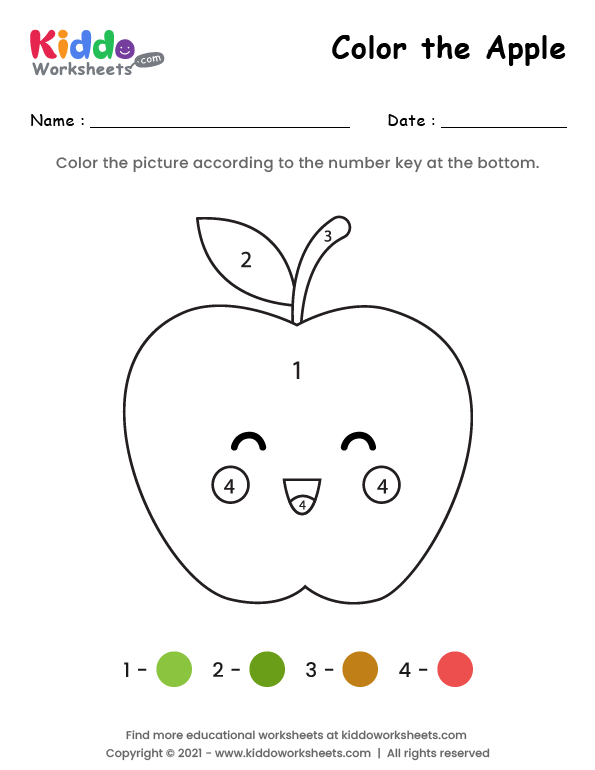 Kiddo
Worksheets
.com
Color the Apple
Name :
Date :
Color the picture according to the number key at the bottom.
3
2
1
4
4
4
1 -
2 -
3 -
4 -
Find more educational worksheets at kiddoworksheets.com
Copyright © 2021 - www.kiddoworksheets.com | All rights reserved